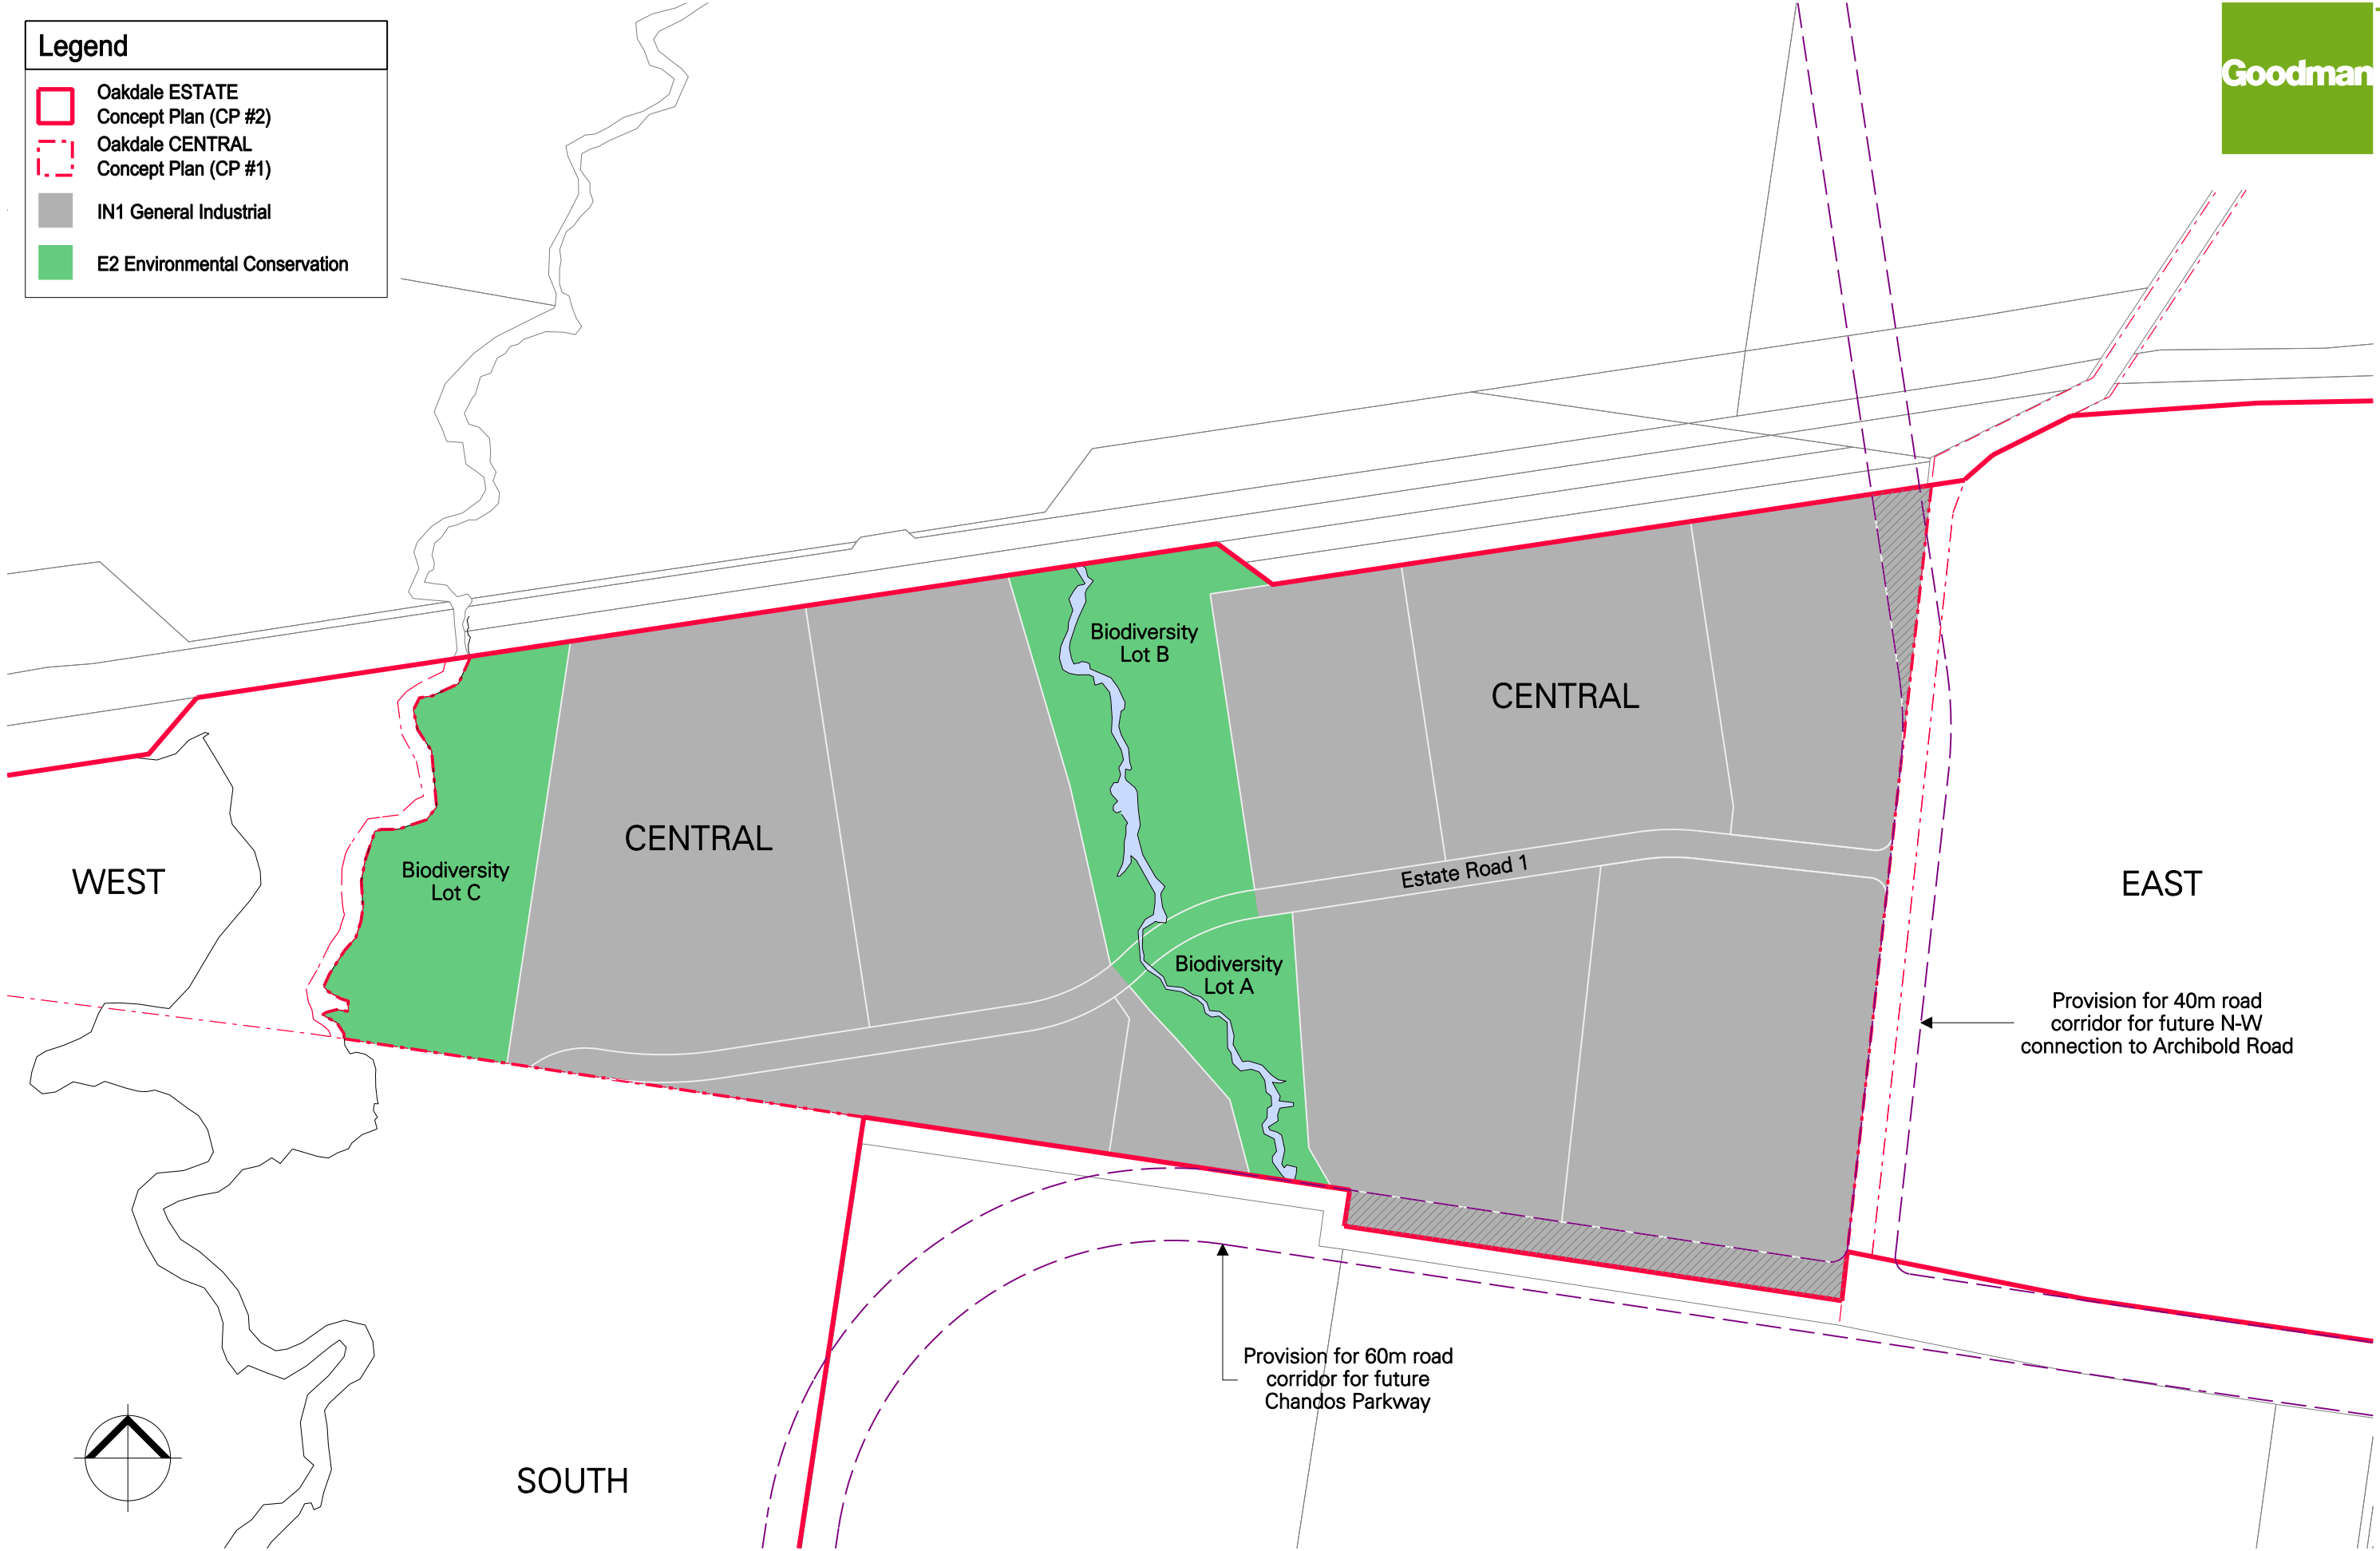 Legend
Oakdale ESTATE
Concept Plan (CP #2)
Oakdale CENTRAL
Concept Plan (CP #1)
IN1 General Industrial
E2 Environmental Conservation
Goodman
Biodiversity
Lot B
CENTRAL
CENTRAL
Biodiversity
Lot C
WEST
Estate Road 1
EAST
Biodiversity
Lot A
Provision for 40m road
corridor for future N-W
connection to Archibold Road
Provision for 60m road
corridor for future
Chandos Parkway
SOUTH